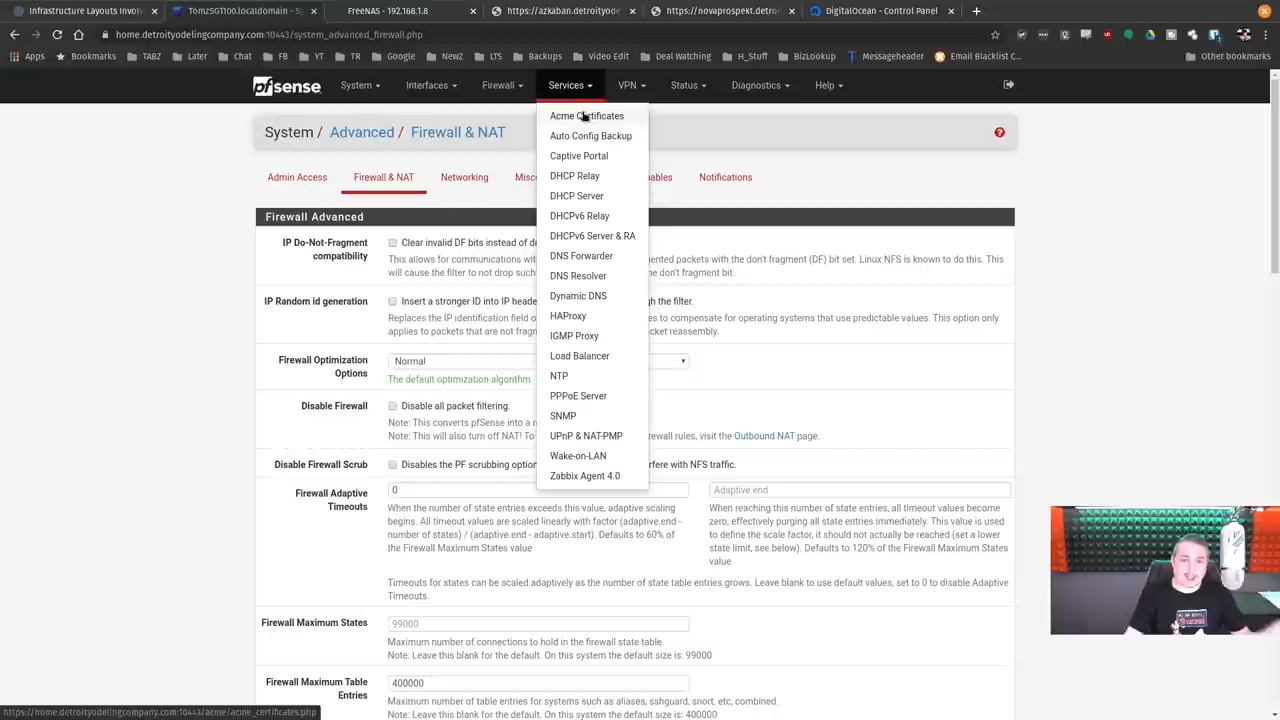 Infrastructure Layouts Involvin
TomzSG100.localdomain - S
FreeNAS - 192.168.1.8
https://azkaban.detroityode
https://novaprospekt.detroit
DigitalOcean - Control Panel
home.detroityodelingcompany.com:10443/system_advanced_firewall.php
Apps
Bookmarks
TABZ
Later
Chat
FB
TR
Google
NewZ
LTS
Backups
Video Edit
Deal Watching
H_Stuff
BizLookup
Messageheader
Email Blacklist C...
Other bookmarks
pfsense
System
Interfaces
Firewall
Services
VPN
Status
Diagnostics
Help
Acme Certificates
Auto Config Backup
Captive Portal
DHCP Relay
DHCP Server
DHCPv6 Relay
DHCPv6 Server & RA
DNS Forwarder
DNS Resolver
Dynamic DNS
HAProxy
IGMP Proxy
Load Balancer
NTP
PPPoE Server
SNMP
UPnP & NAT-PMP
Wake-on-LAN
Zabbix Agent 4.0
System / Advanced / Firewall & NAT
Admin Access
Firewall & NAT
Networking
Misc
ables
Notifications
Firewall Advanced
IP Do-Not-Fragment compatibility
Clear invalid DF bits instead of dr
This allows for communications wi
mented packets with the don't fragment (DF) bit set. Linux NFS is known to do this. This
will cause the filter to not drop such
he don't fragment bit.
IP Random id generation
Insert a stronger ID into IP heade
gh the filter.
Replaces the IP identification field o
o compensate for operating systems that use predictable values. This option only
applies to packets that are not frag
cket reassembly.
Firewall Optimization Options
Normal
The default optimization algorithm
Disable Firewall
Disable all packet filtering.
Note: This converts pfSense into a r
Note: This will also turn off NAT! To
rewall rules, visit the Outbound NAT page.
Disable Firewall Scrub
Disables the PF scrubbing option
erfere with NFS traffic.
Firewall Adaptive Timeouts
0
Adaptive end
When the number of state entries exceeds this value, adaptive scaling
begins. All timeout values are scaled linearly with factor (adaptive.end -
number of states) / (adaptive.end - adaptive.start). Defaults to 60% of
the Firewall Maximum States value
When reaching this number of state entries, all timeout values become
zero, effectively purging all state entries immediately. This value is used
to define the scale factor, it should not actually be reached (set a lower
state limit, see below). Defaults to 120% of the Firewall Maximum States
value
Timeouts for states can be scaled adaptively as the number of state table entries grows. Leave blank to use default values, set to 0 to disable Adaptive
Timeouts.
Firewall Maximum States
99000
Maximum number of connections to hold in the firewall state table.
Note: Leave this blank for the default. On this system the default size is: 99000
Firewall Maximum Table Entries
400000
Maximum number of table entries for systems such as aliases, sshguard, snort, etc, combined.
Note: Leave this blank for the default. On this system the default size is: 400000
https://home.detroityodelingcompany.com:10443/acme/acme_certificates.php